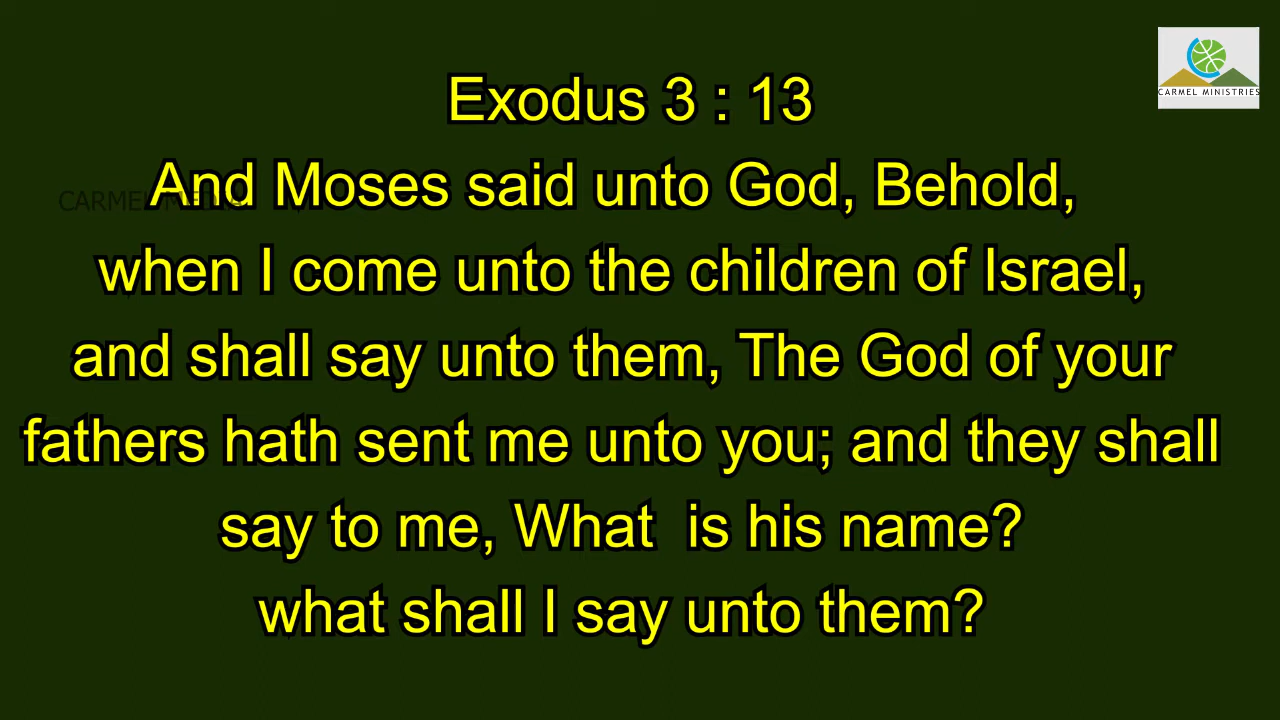 CARMEL MINISTRIES
Exodus 3 : 13
And Moses said unto God, Behold,
CARMEL MEDIA
when I come unto the children of Israel,
and shall say unto them, The God of your
fathers hath sent me unto you; and they shall
say to me, What  is his name?
what shall I say unto them?